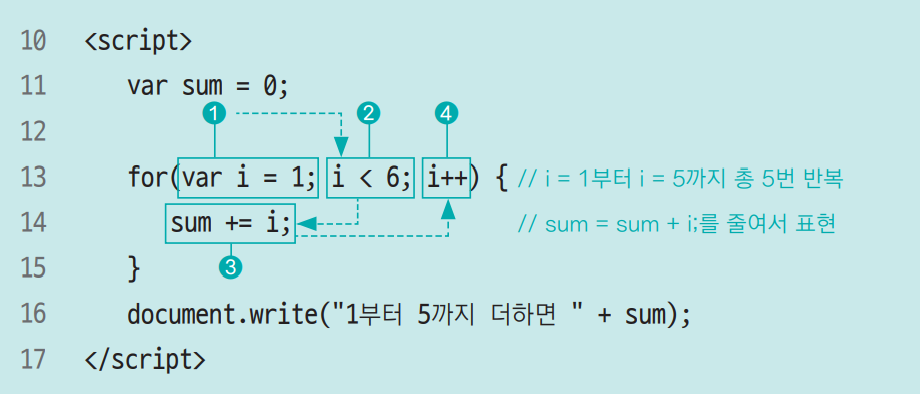 10 <script>
11 var sum = 0;
① ② ④
12
13 for(var i = 1; i < 6; i++) { // i = 1부터 i = 5까지 총 5번 반복
14 sum += i; // sum = sum + i;를 줄여서 표현
15 }
③
16 document.write("1부터 5까지 더하면 " + sum);
17 </script>